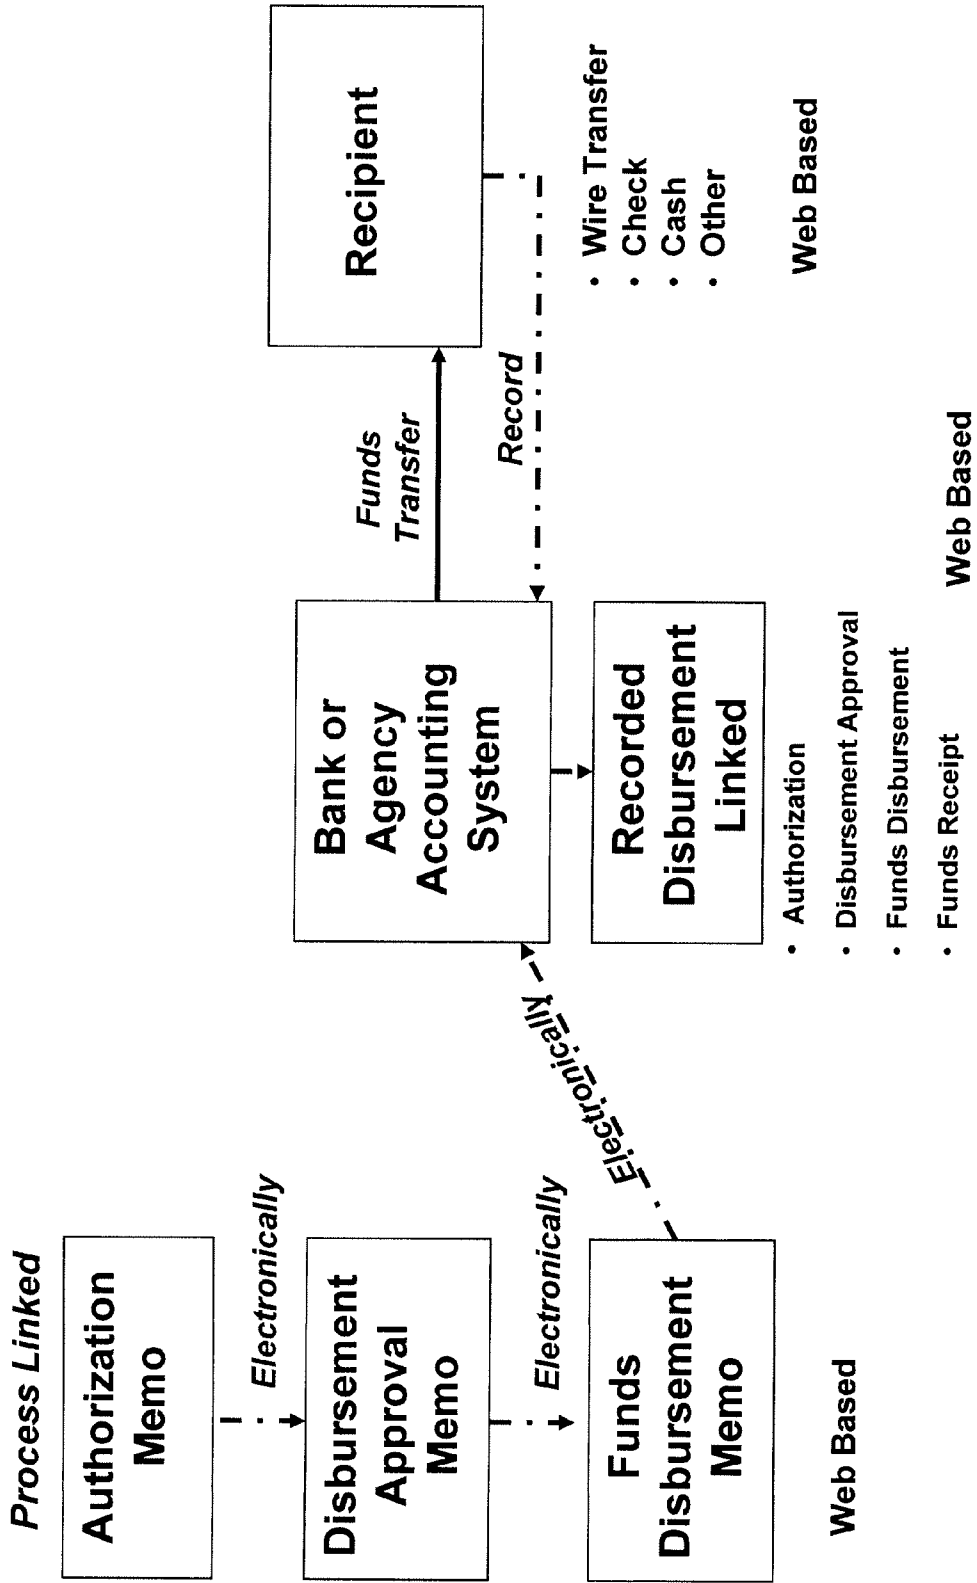 Process Linked
Authorization
Memo
Electronically
Disbursement
Approval
Memo
Electronically
Funds
Disbursement
Memo
Web Based
Electronically
Bank or
Agency
Accounting
System
Recorded
Disbursement
Linked
• Authorization
• Disbursement Approval
• Funds Disbursement
• Funds Receipt
Web Based
Funds
Transfer
Record
Recipient
• Wire Transfer
• Check
• Cash
• Other
Web Based